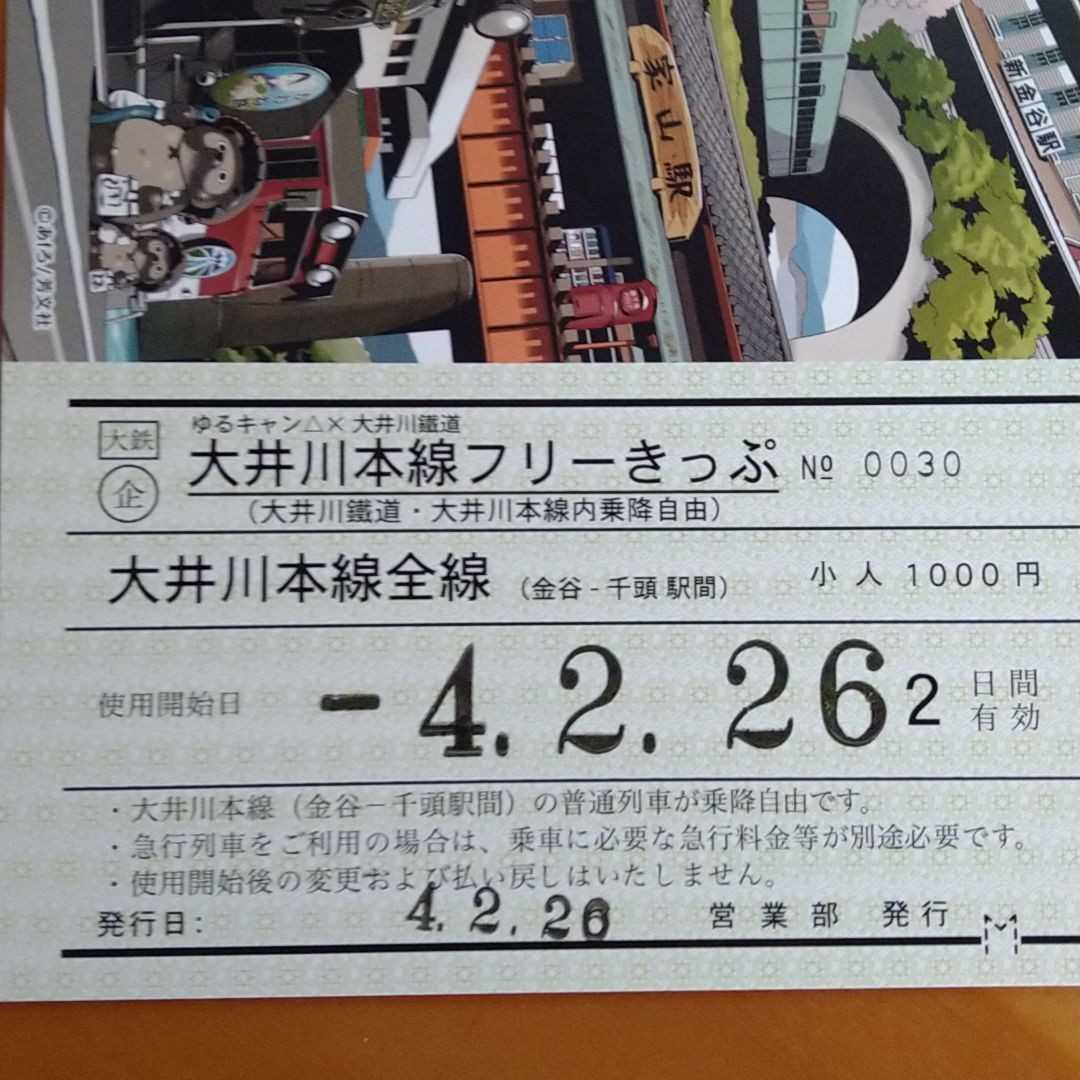 家山駅
新金谷駅
©あfろ/芳文社
大鉄
企
ゆるキャン△×大井川鐵道
大井川本線フリーきっぷ № 0030
（大井川鐵道・大井川本線内乗降自由）
大井川本線全線 （金谷-千頭 駅間） 小人 1000円
使用開始日 -4.2.26 2 日間有効
・大井川本線（金谷－千頭駅間）の普通列車が乗降自由です。
・急行列車をご利用の場合は、乗車に必要な急行料金等が別途必要です。
・使用開始後の変更および払い戻しはいたしません。
発行日: 4.2.26 営業部 発行